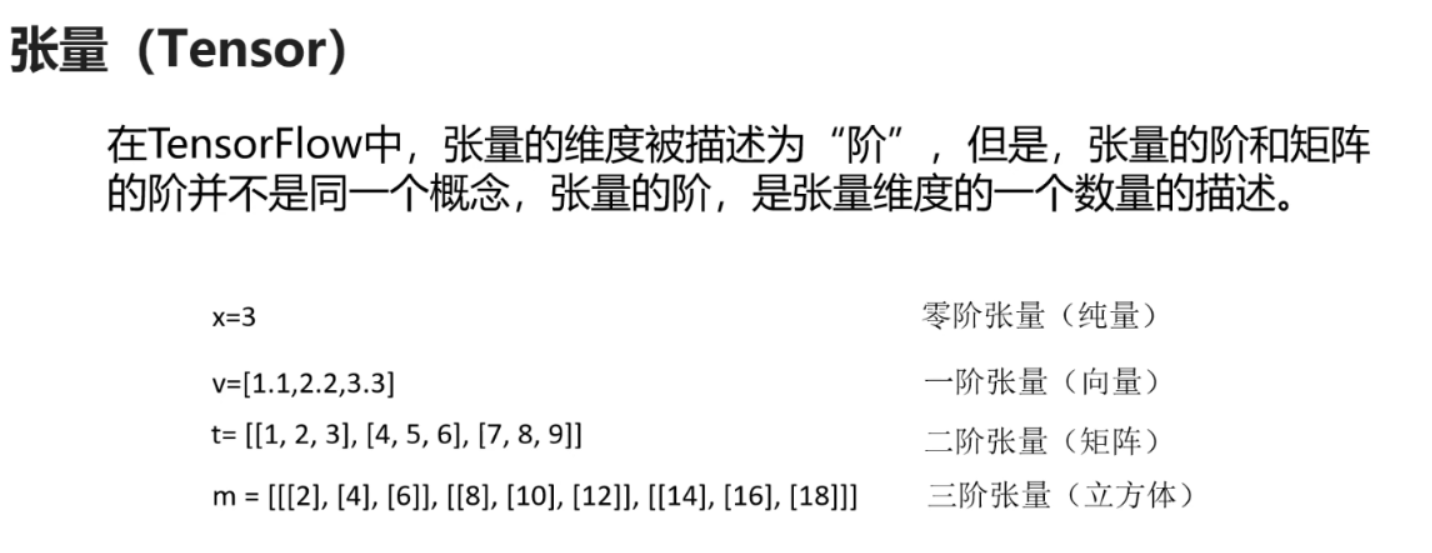 张量（Tensor）
在TensorFlow中，张量的维度被描述为“阶”，但是，张量的阶和矩阵
的阶并不是同一个概念，张量的阶，是张量维度的一个数量的描述。
x=3 零阶张量（纯量）
v=[1.1,2.2,3.3] 一阶张量（向量）
t= [[1, 2, 3], [4, 5, 6], [7, 8, 9]] 二阶张量（矩阵）
m = [[[2], [4], [6]], [[8], [10], [12]], [[14], [16], [18]]] 三阶张量（立方体）